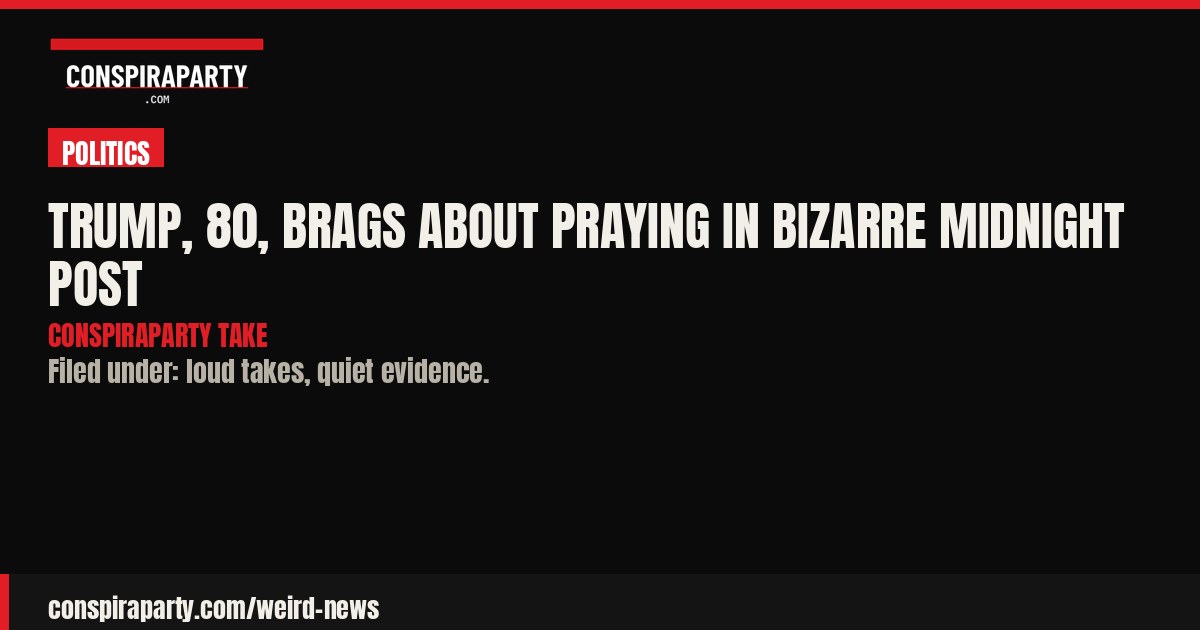 CONSPIRAPARTY
.COM
POLITICS
TRUMP, 80, BRAGS ABOUT PRAYING IN BIZARRE MIDNIGHT
POST
CONSPIRAPARTY TAKE
Filed under: loud takes, quiet evidence.
conspiraparty.com/weird-news